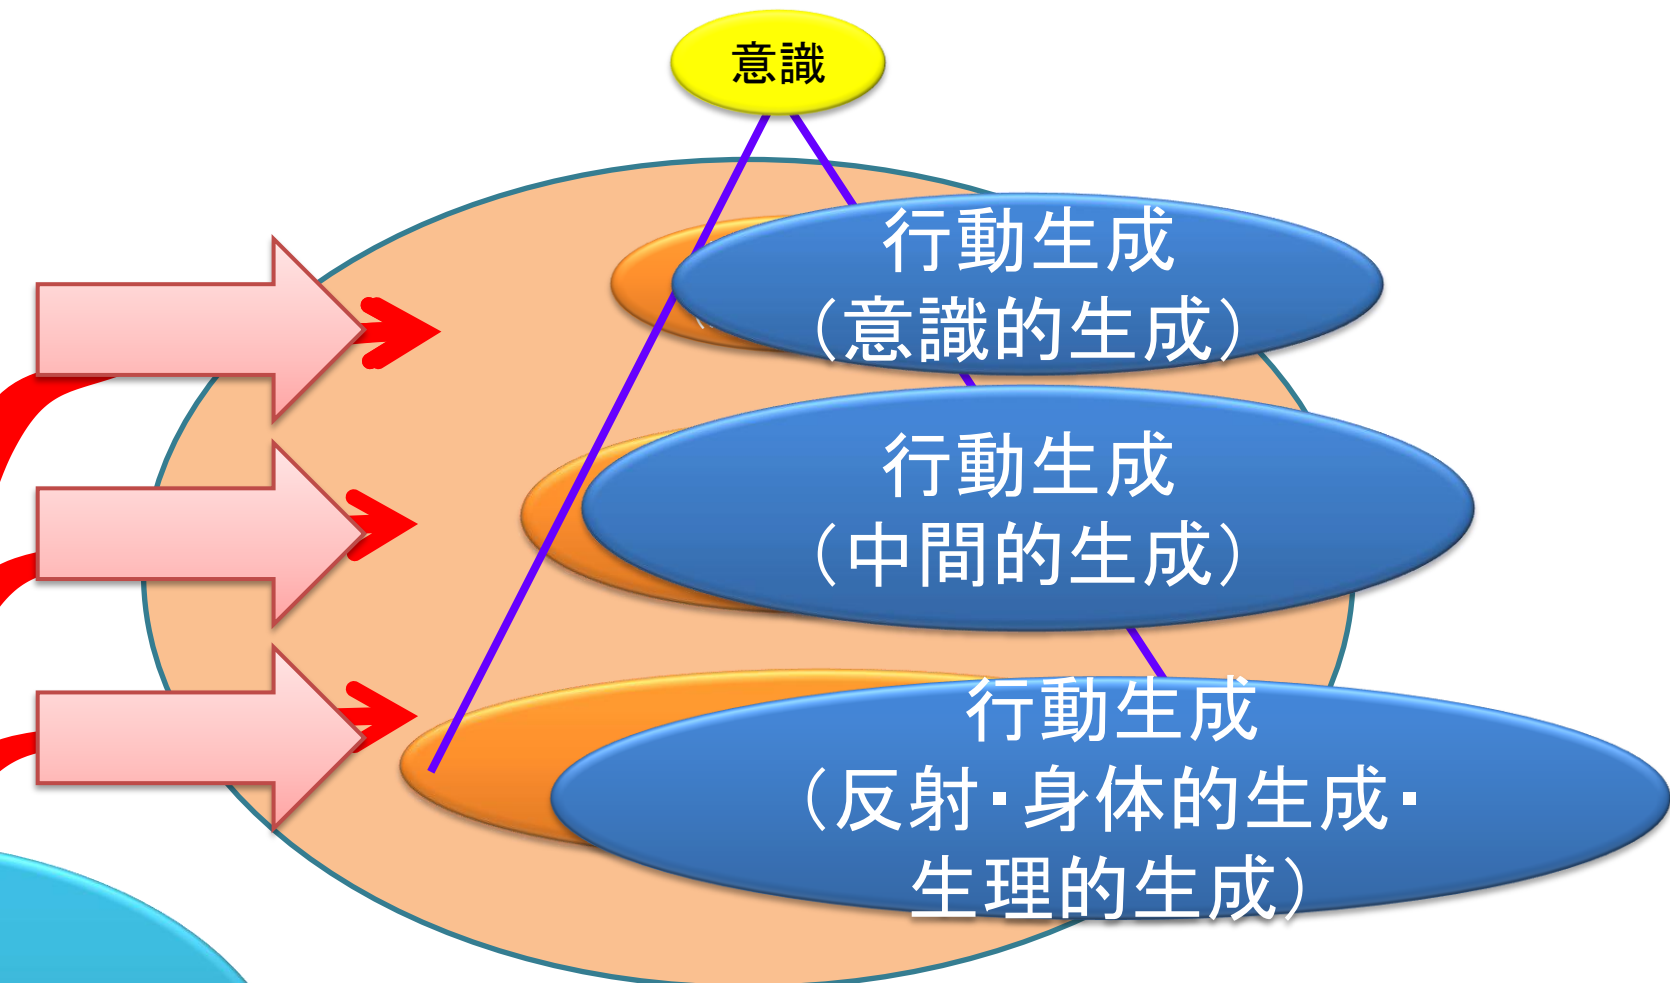 意識
行動生成
（意識的生成）
行動生成
（中間的生成）
行動生成
（反射・身体的生成・
生理的生成）